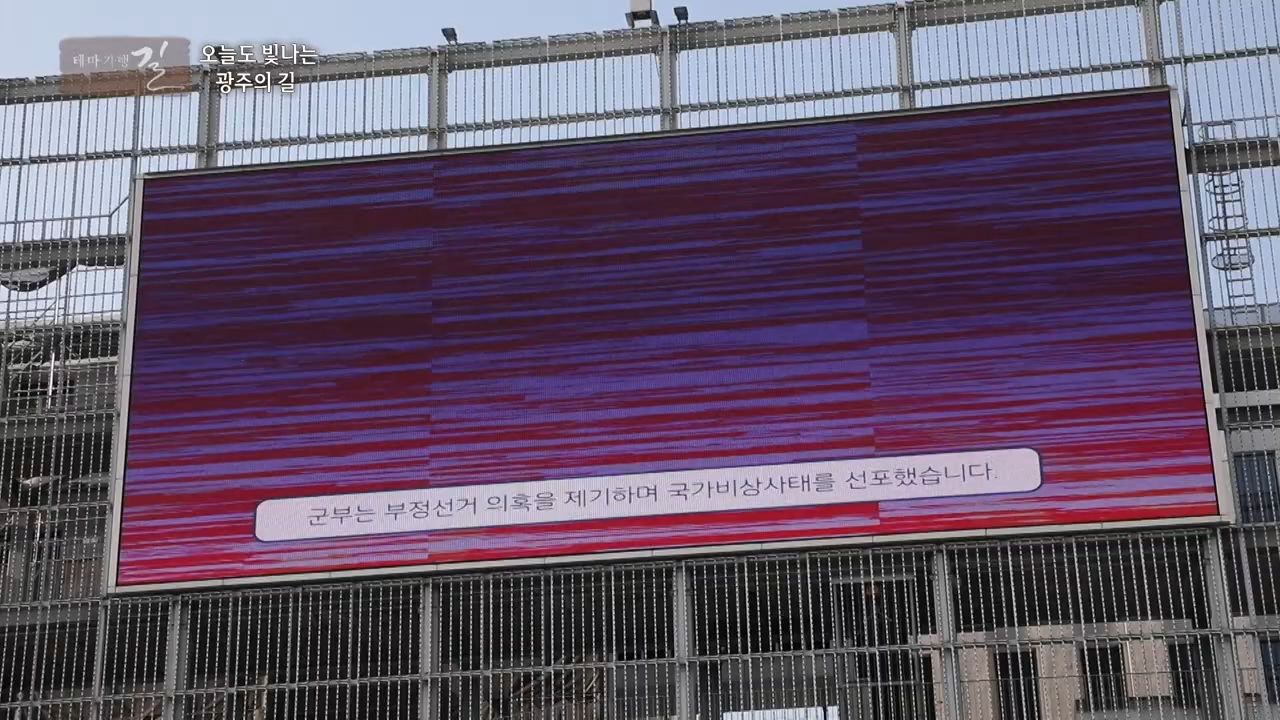 테마기행 길
오늘도 빛나는
광주의 길
군부는 부정선거 의혹을 제기하며 국가비상사태를 선포했습니다.